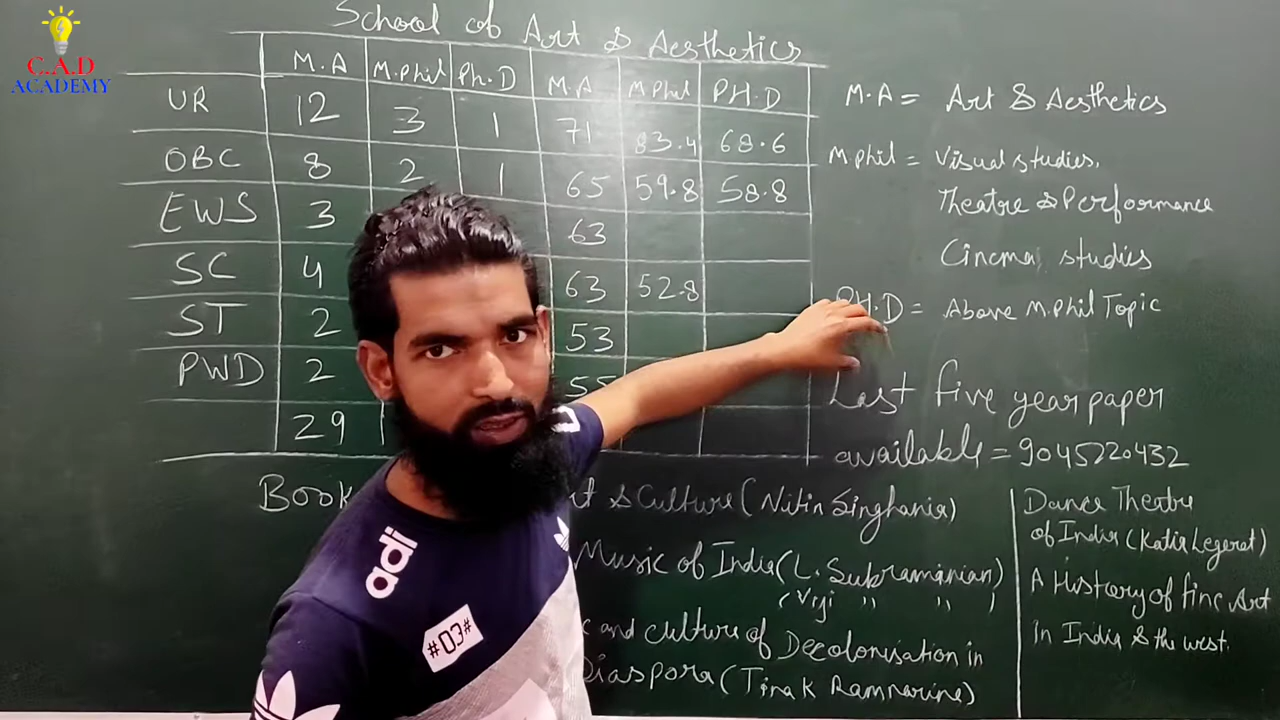 C.A.D
ACADEMY
School of Art & Aesthetics
M.A M.Phil Ph.D M.A M.Phil PH.D
UR 12 3 1 71 83.4 68.6
OBC 8 2 1 65 59.8 58.8
EWS 3 63
SC 4 63 52.8
ST 2 53
PWD 2 55
29
M.A = Art & Aesthetics
M.phil = Visual studies.
Theatre & Performance
Cinema studies
PH.D = Above M.Phil Topic
Last five year paper
available = 9045220432
Book & Culture (Nitin Singhania)
Music of India (L. Subramanian)
(Viji " " )
and culture of Decolonisation in
Diaspora (Tina K Ramnarine)
Dance Theatre
of India (Katia Legeret)
A History of fine Art
in India & the west.
adi
#03#